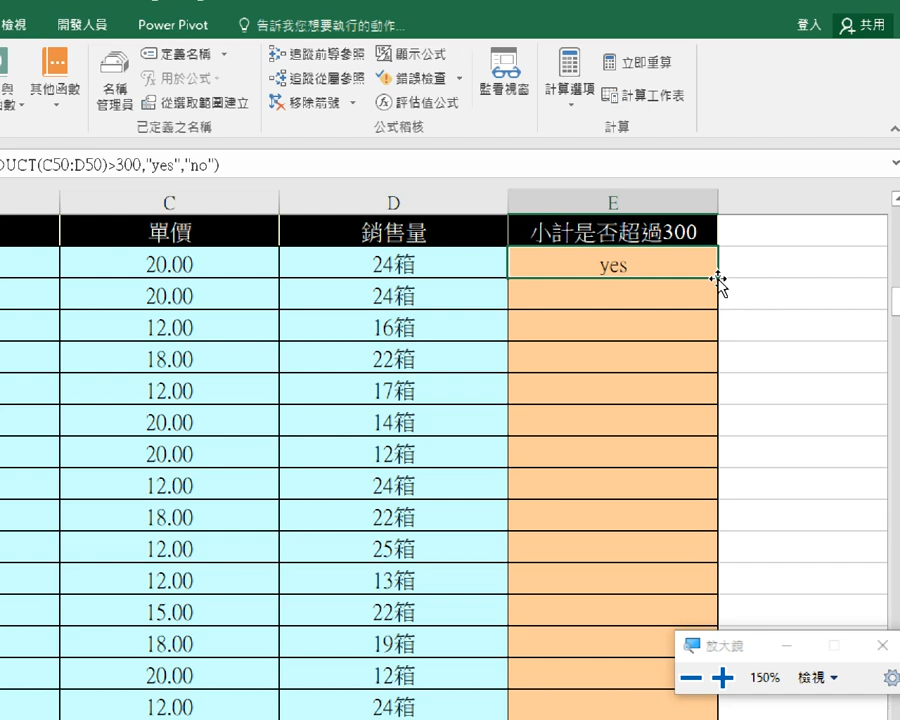 檢視 開發人員 Power Pivot 告訴我您想要執行的動作... 登入 共用
定義名稱 追蹤前導參照 顯示公式 立即重算
用於公式 追蹤從屬參照 錯誤檢查
其他函數 名稱管理員 從選取範圍建立 移除箭號 評估值公式 監看視窗 計算選項 計算工作表
已定義之名稱 公式稽核 計算
DUCT(C50:D50)>300,"yes","no")
C D E
單價 銷售量 小計是否超過300
20.00 24箱 yes
20.00 24箱
12.00 16箱
18.00 22箱
12.00 17箱
20.00 14箱
20.00 12箱
12.00 24箱
18.00 22箱
12.00 25箱
12.00 13箱
15.00 22箱
18.00 19箱
20.00 12箱
12.00 24箱
放大鏡
150% 檢視